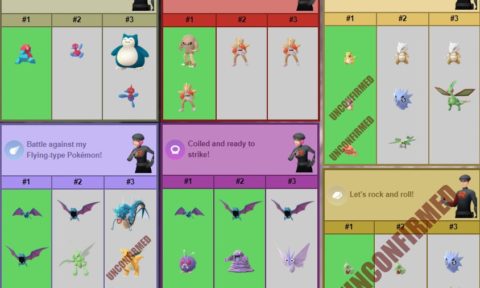 #1 #2 #3
#1 #2 #3
#1 #2 #3
UNCONFIRMED
UNCONFIRMED
Battle against my
Flying-type Pokémon!
#1 #2 #3
UNCONFIRMED
Coiled and ready to
strike!
#1 #2 #3
Let's rock and roll!
#1 #2 #3
UNCONFIRMED